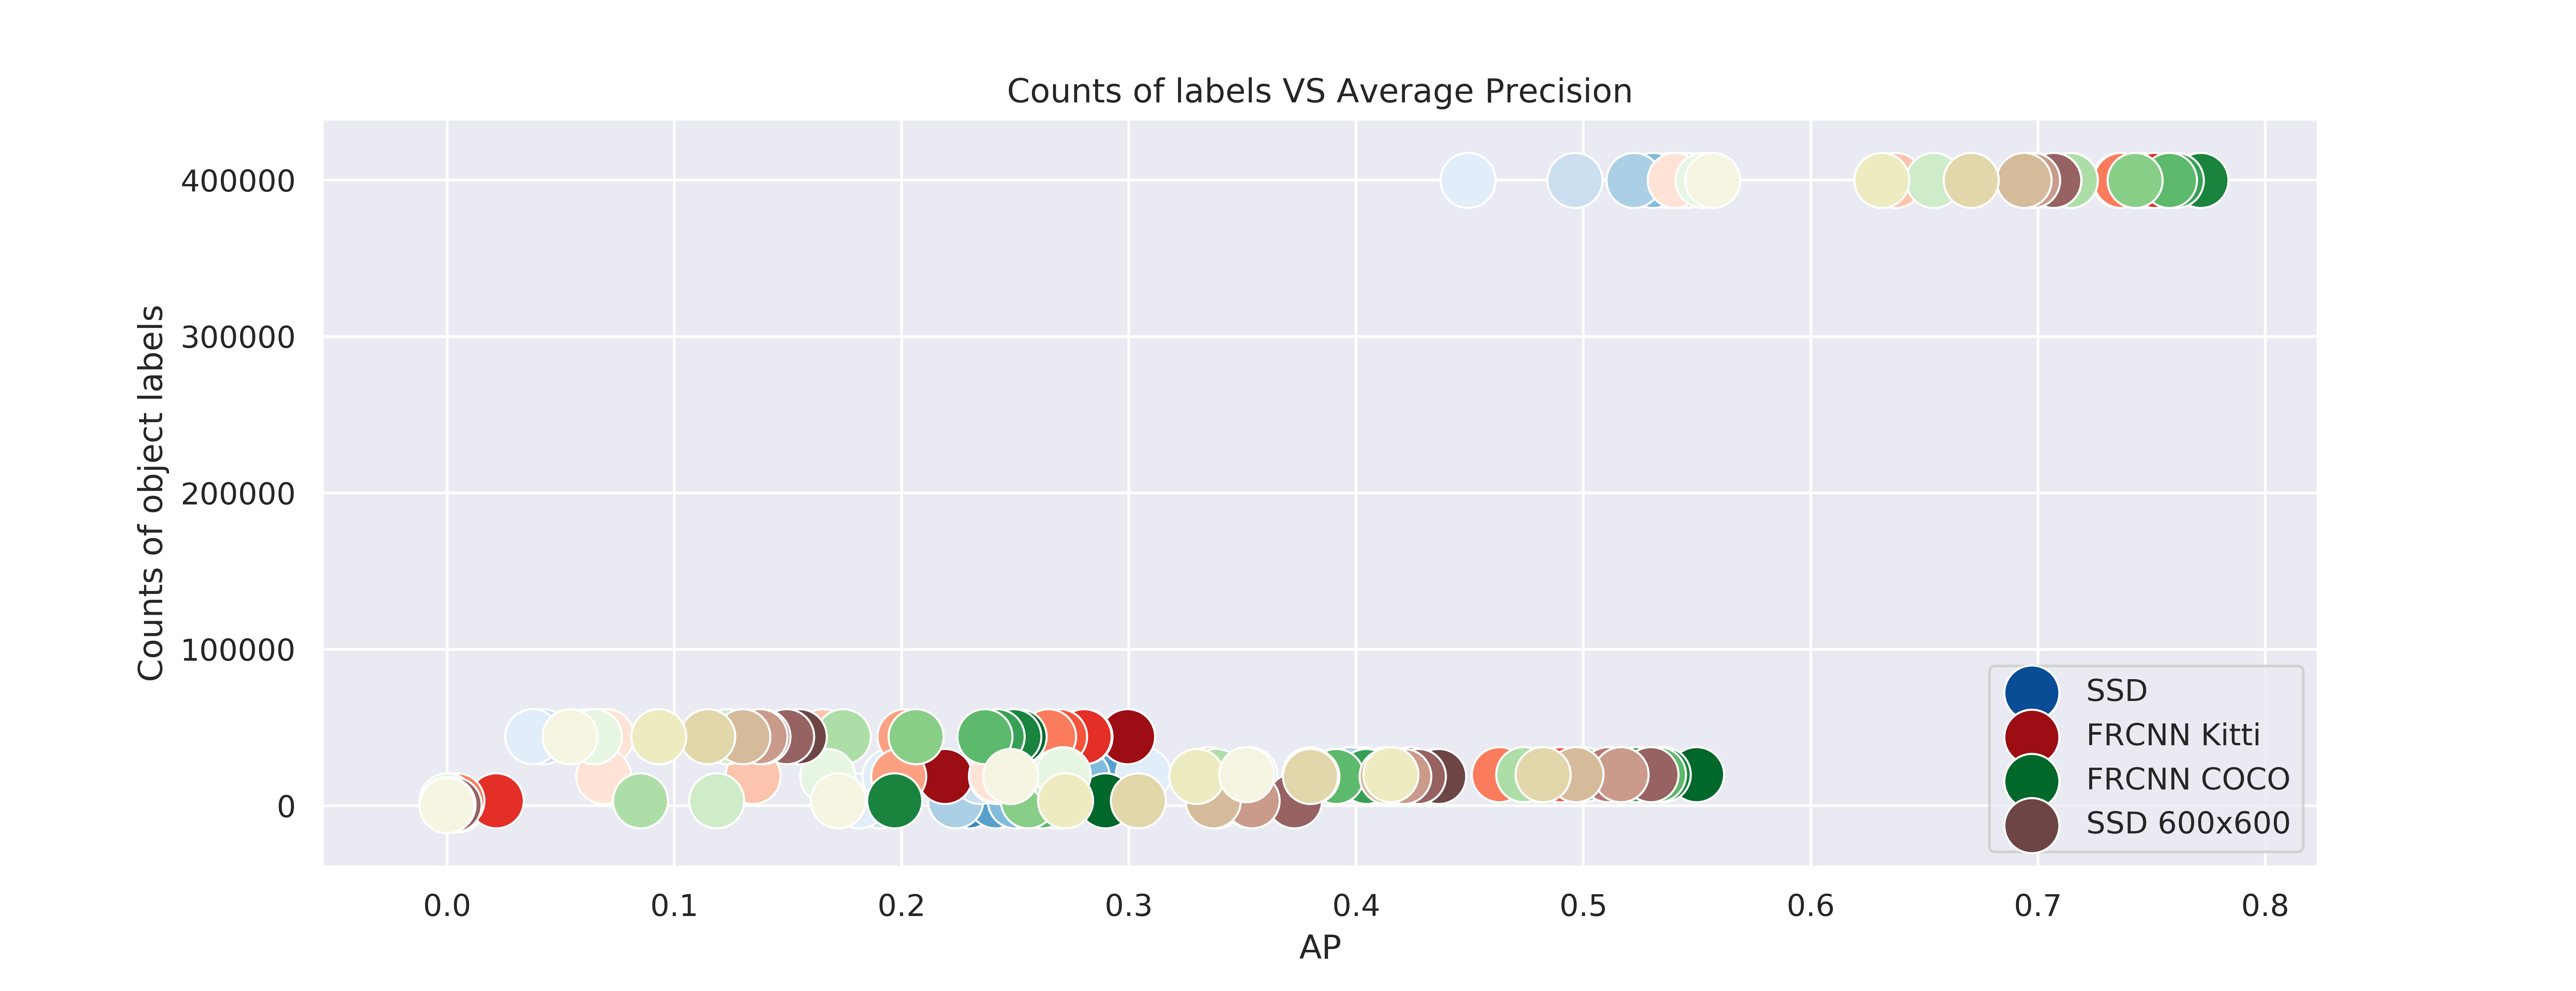 Counts of labels VS Average Precision
Counts of object labels
400000
300000
200000
100000
0
0.0 0.1 0.2 0.3 0.4 0.5 0.6 0.7 0.8
AP
SSD
FRCNN Kitti
FRCNN COCO
SSD 600x600